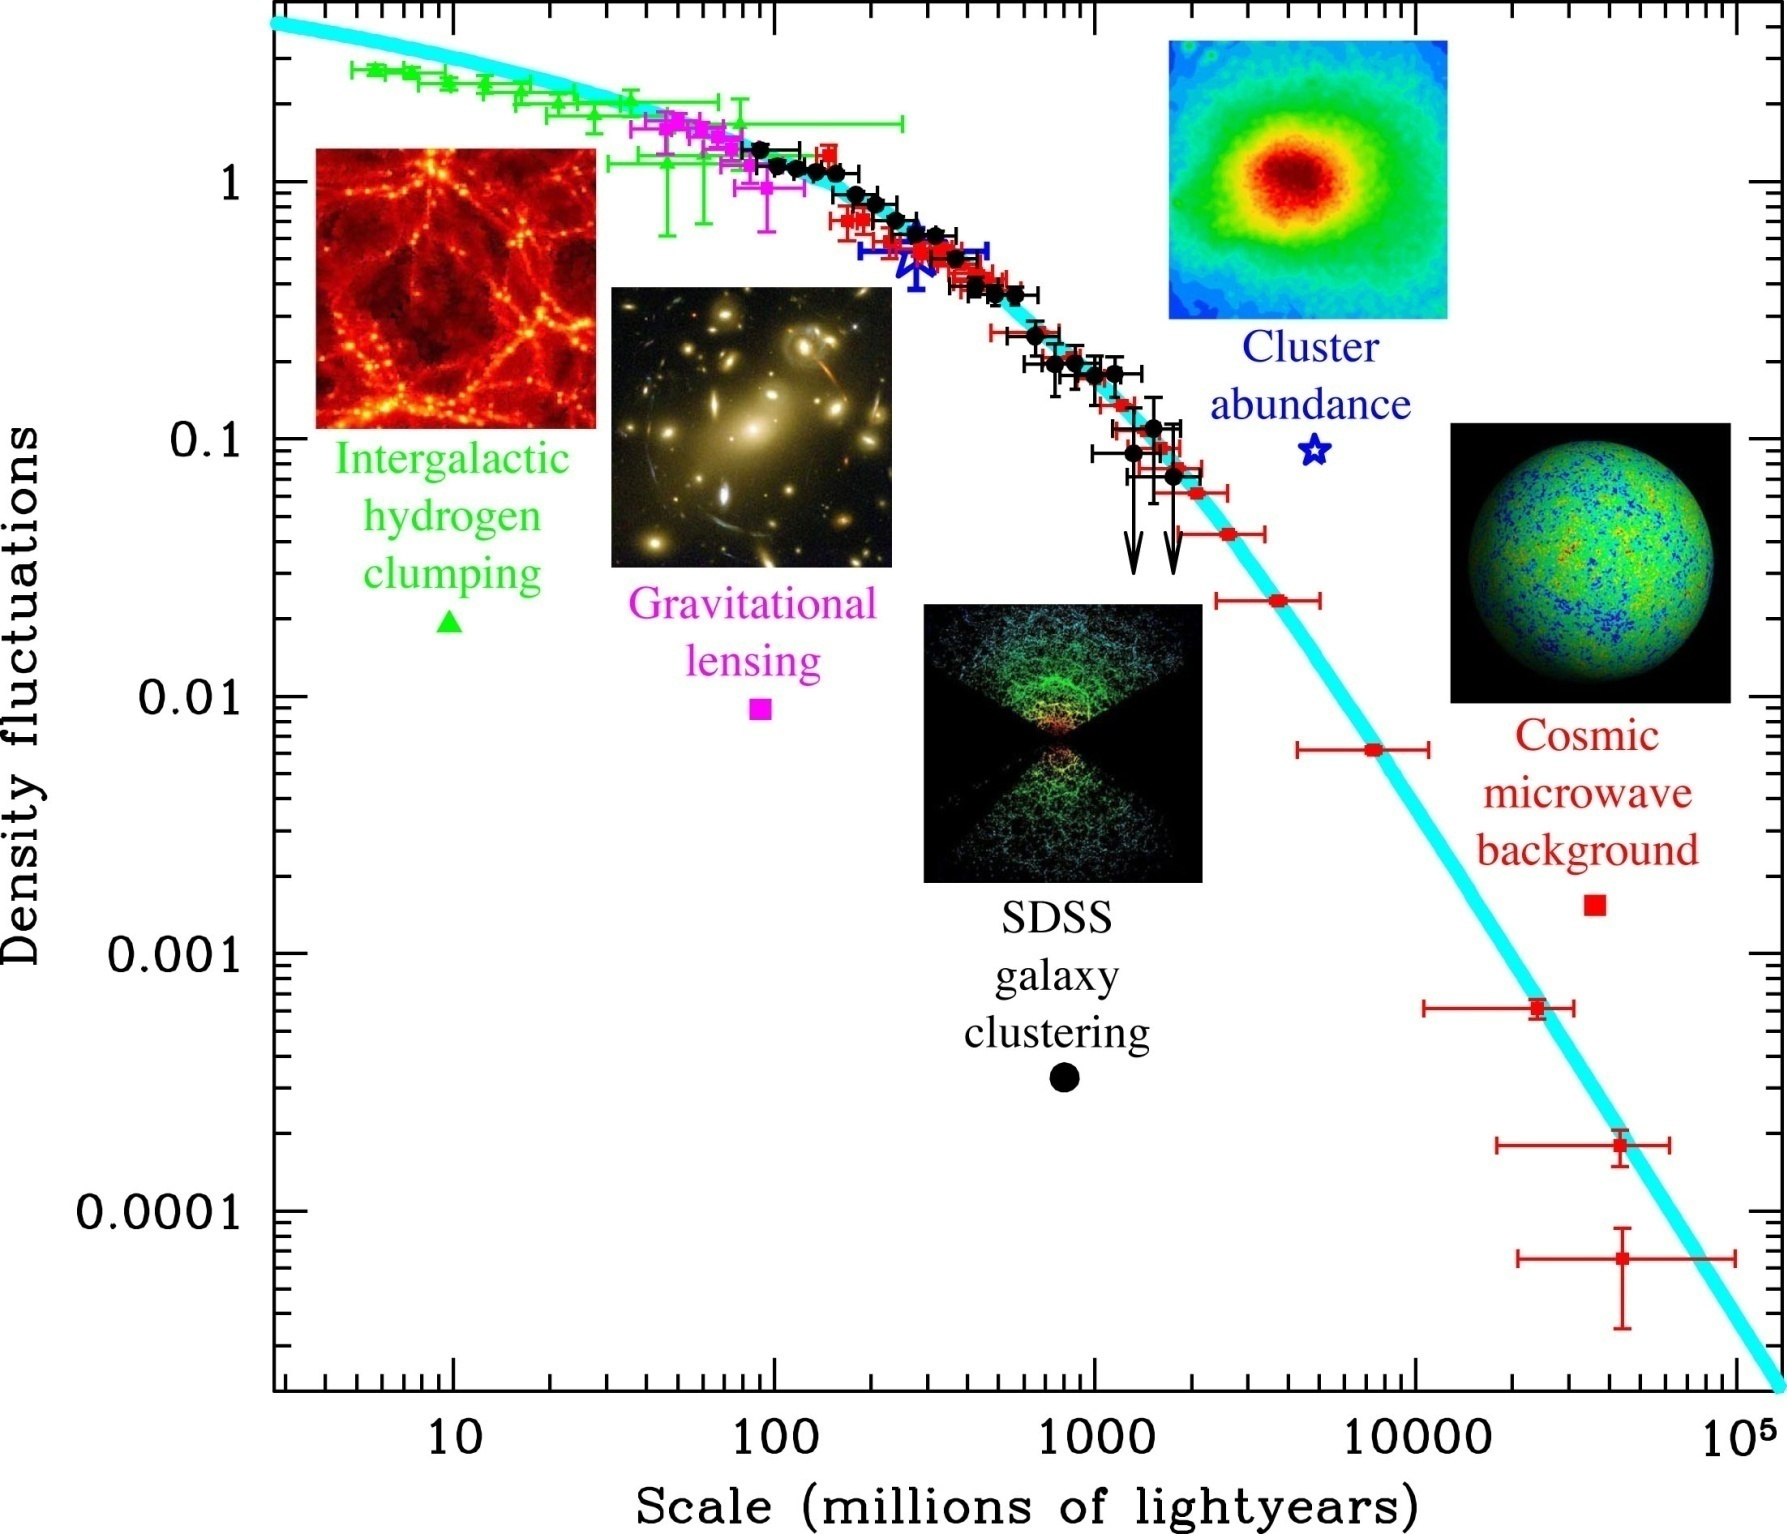 Density fluctuations
1
0.1
0.01
0.001
0.0001
Intergalactic
hydrogen
clumping
Gravitational
lensing
Cluster
abundance
SDSS
galaxy
clustering
Cosmic
microwave
background
10
100
1000
10000
10⁵
Scale (millions of lightyears)